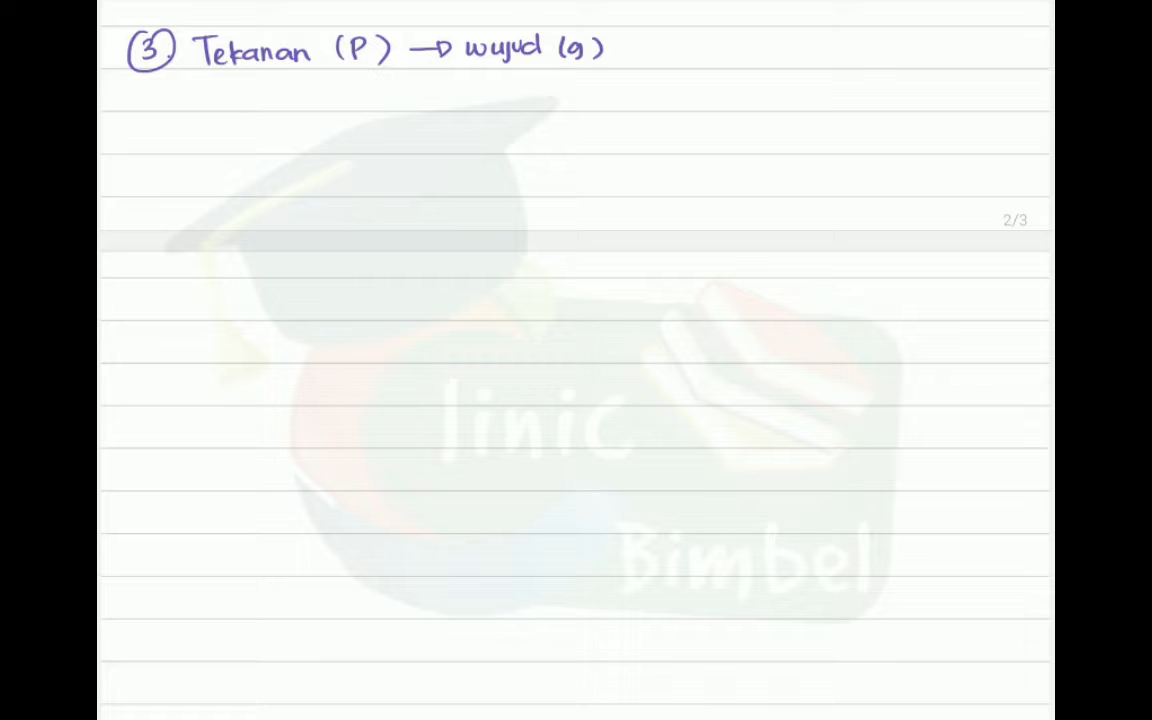 3. Tekanan (P) → wujud (g)
2/3
linic
Bimbel